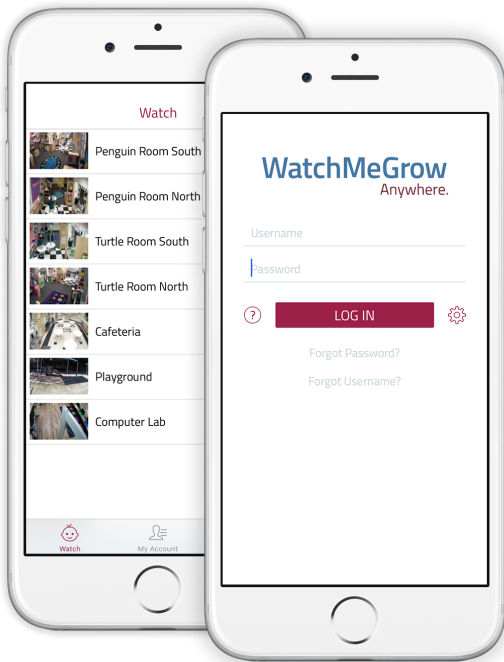 Watch
Penguin Room South
Penguin Room North
Turtle Room South
Turtle Room North
Cafeteria
Playground
Computer Lab
Watch
My Account
WatchMeGrow
Anywhere.
Username
Password
?
LOG IN
Forgot Password?
Forgot Username?